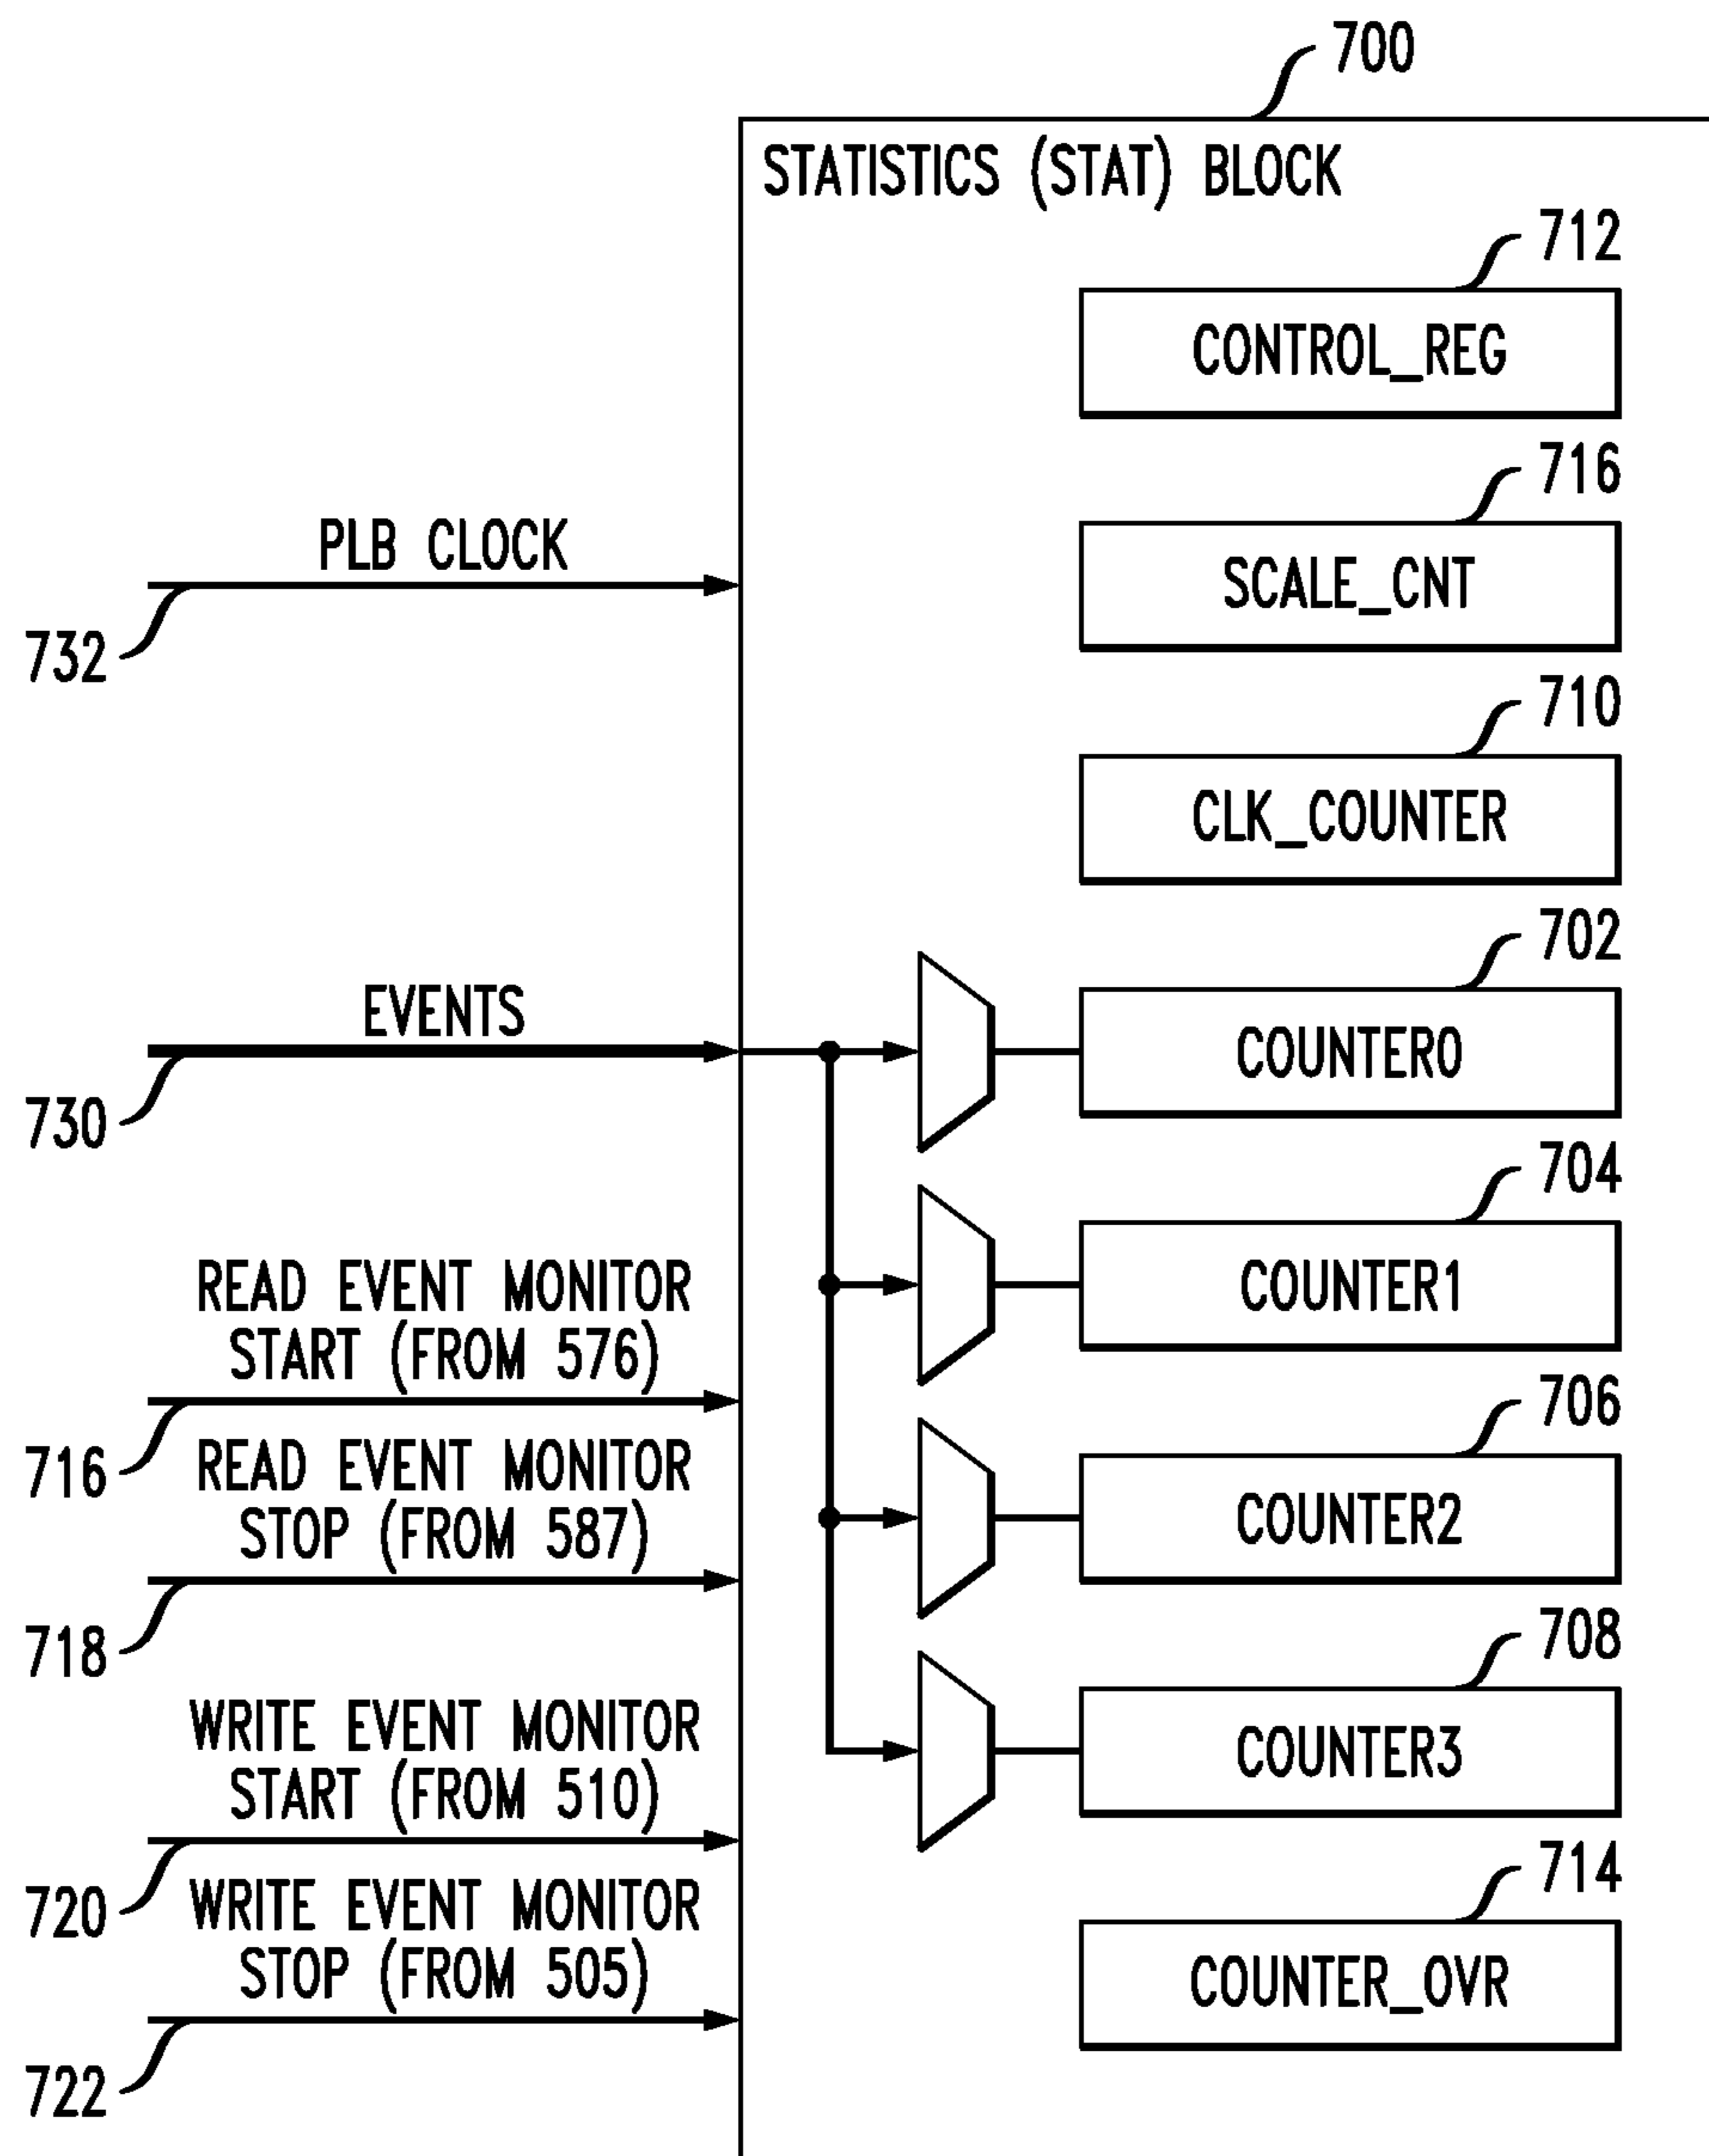 700
STATISTICS (STAT) BLOCK
712
CONTROL_REG
716
SCALE_CNT
PLB CLOCK
732
710
CLK_COUNTER
702
EVENTS
COUNTER0
730
704
READ EVENT MONITOR
START (FROM 576)
COUNTER1
716
706
READ EVENT MONITOR
STOP (FROM 587)
COUNTER2
718
708
WRITE EVENT MONITOR
START (FROM 510)
COUNTER3
720
714
WRITE EVENT MONITOR
STOP (FROM 505)
COUNTER_OVR
722